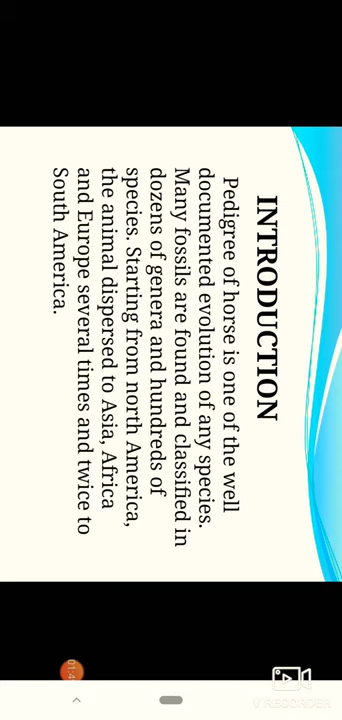 INTRODUCTION
Pedigree of horse is one of the well
documented evolution of any species.
Many fossils are found and classified in
dozens of genera and hundreds of
species. Starting from north America,
the animal dispersed to Asia, Africa
and Europe several times and twice to
South America.
V RECORDER